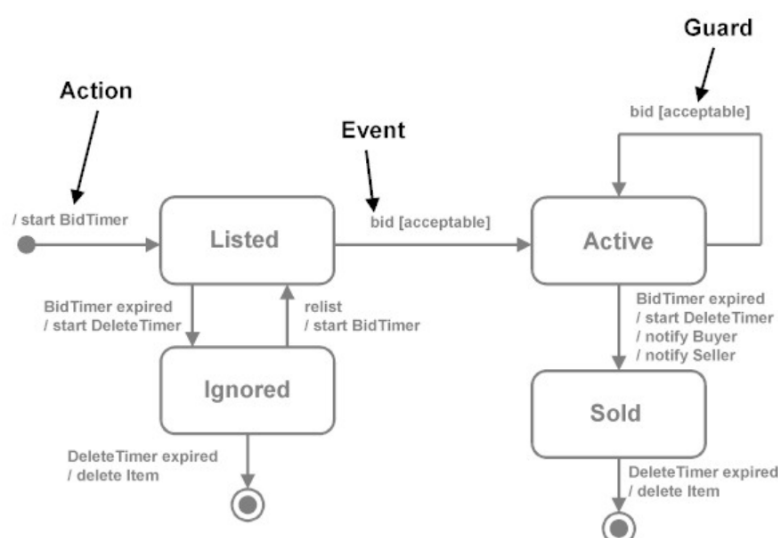 Guard
Action
bid [acceptable]
Event
/ start BidTimer
Listed
bid [acceptable]
Active
BidTimer expired
/ start DeleteTimer
relist
/ start BidTimer
BidTimer expired
/ start DeleteTimer
/ notify Buyer
/ notify Seller
Ignored
Sold
DeleteTimer expired
/ delete Item
DeleteTimer expired
/ delete Item